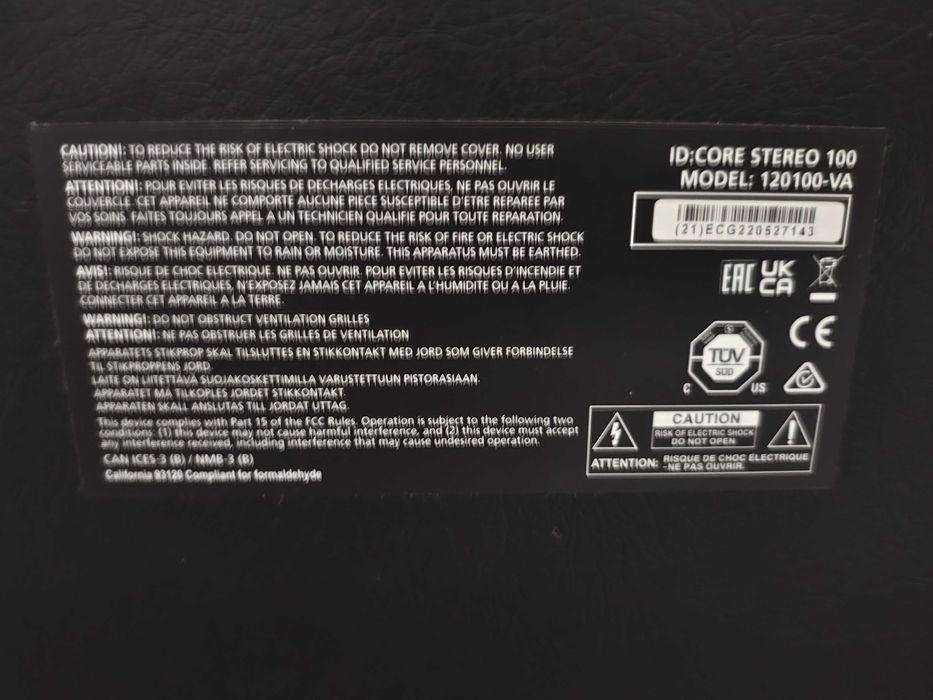 CAUTION!: TO REDUCE THE RISK OF ELECTRIC SHOCK DO NOT REMOVE COVER. NO USER
SERVICEABLE PARTS INSIDE. REFER SERVICING TO QUALIFIED SERVICE PERSONNEL.
ATTENTION!: POUR EVITER LES RISQUES DE DECHARGES ELECTRIQUES, NE PAS OUVRIR LE
COUVERCLE. CET APPAREIL NE COMPORTE AUCUNE PIECE SUSCEPTIBLE D'ETRE REPAREE PAR
VOS SOINS. FAITES TOUJOURS APPEL A UN TECHNICIEN QUALIFIE POUR TOUTE REPARATION.
WARNING!: SHOCK HAZARD. DO NOT OPEN. TO REDUCE THE RISK OF FIRE OR ELECTRIC SHOCK
DO NOT EXPOSE THIS EQUIPMENT TO RAIN OR MOISTURE. THIS APPARATUS MUST BE EARTHED.
AVIS!: RISQUE DE CHOC ELECTRIQUE. NE PAS OUVRIR. POUR EVITER LES RISQUES D'INCENDIE ET
DE DECHARGES ELECTRIQUES, N'EXPOSEZ JAMAIS CET APPAREIL A L'HUMIDITE OU A LA PLUIE.
CONNECTER CET APPAREIL A LA TERRE.
WARNING!: DO NOT OBSTRUCT VENTILATION GRILLES
ATTENTION!: NE PAS OBSTRUER LES GRILLES DE VENTILATION
APPARATETS STIKPROP SKAL TILSLUTTES EN STIKKONTAKT MED JORD SOM GIVER FORBINDELSE
TIL STIKPROPPENS JORD.
LAITE ON LIITETTAVA SUOJAKOSKETTIMILLA VARUSTETTUUN PISTORASIAAN.
APPARATET MA TILKOPLES JORDET STIKKONTAKT.
APPARATEN SKALL ANSLUTAS TILL JORDAT UTTAG.
This device complies with Part 15 of the FCC Rules. Operation is subject to the following two
conditions: (1) this device may not cause harmful interference, and (2) this device must accept
any interference received, including interference that may cause undesired operation.
CAN ICES-3 (B) / NMB-3 (B)
California 93120 Compliant for formaldehyde
ID:CORE STEREO 100
MODEL: 120100-VA
(21)ECG220527143
EAC UK CA
CE
TÜV
SÜD
C US
CAUTION
RISK OF ELECTRIC SHOCK
DO NOT OPEN
ATTENTION: RISQUE DE CHOC ÉLECTRIQUE
-NE PAS OUVRIR.